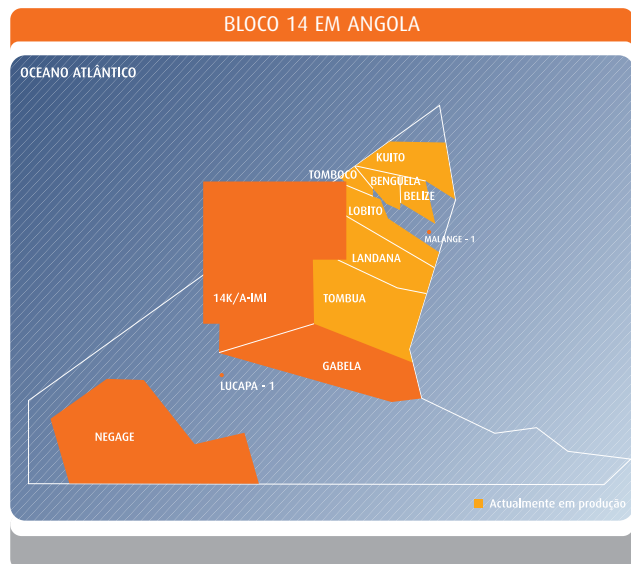 BLOCO 14 EM ANGOLA
OCEANO ATLÂNTICO
KUITO
TOMBOCO
BENGUELA
BELIZE
LOBITO
MALANGE - 1
LANDANA
14K/A-IMI
TOMBUA
GABELA
LUCAPA - 1
NEGAGE
Actualmente em produção